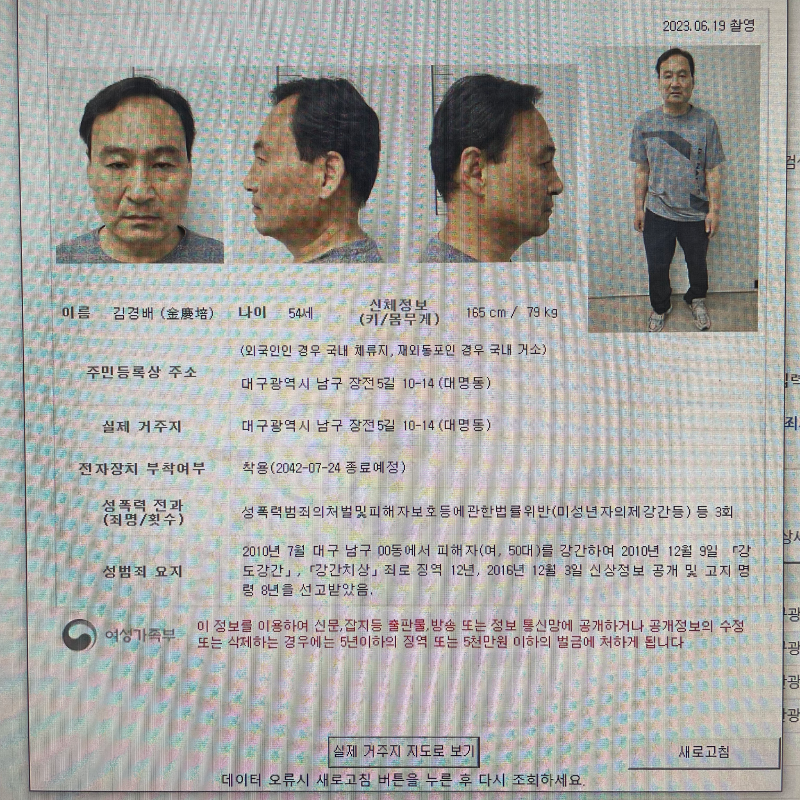 2023.06.19 촬영
이름 김경배 (金慶培) 나이 54세 신체정보 (키/몸무게) 165 cm / 79 kg
(외국인인 경우 국내 체류지, 재외동포인 경우 국내 거소)
주민등록상 주소
대구광역시 남구 장전5길 10-14 (대명동)
실제 거주지 대구광역시 남구 장전5길 10-14 (대명동)
전자장치 부착여부 착용(2042-07-24 종료예정)
성폭력 전과
(죄명/횟수)
성폭력범죄의처벌및피해자보호등에관한법률위반(미성년자의제강간등) 등 3회
성범죄 요지
2010년 7월 대구 남구 00동에서 피해자(여, 50대)를 강간하여 2010년 12월 9일 「강
도강간」, 「강간치상」 죄로 징역 12년, 2016년 12월 3일 신상정보 공개 및 고지 명
령 8년을 선고받았음.
여성가족부
이 정보를 이용하여 신문,잡지등 출판물,방송 또는 정보 통신망에 공개하거나 공개정보의 수정
또는 삭제하는 경우에는 5년이하의 징역 또는 5천만원 이하의 벌금에 처하게 됩니다
실제 거주지 지도로 보기
새로고침
데이터 오류시 새로고침 버튼을 누른 후 다시 조회하세요.